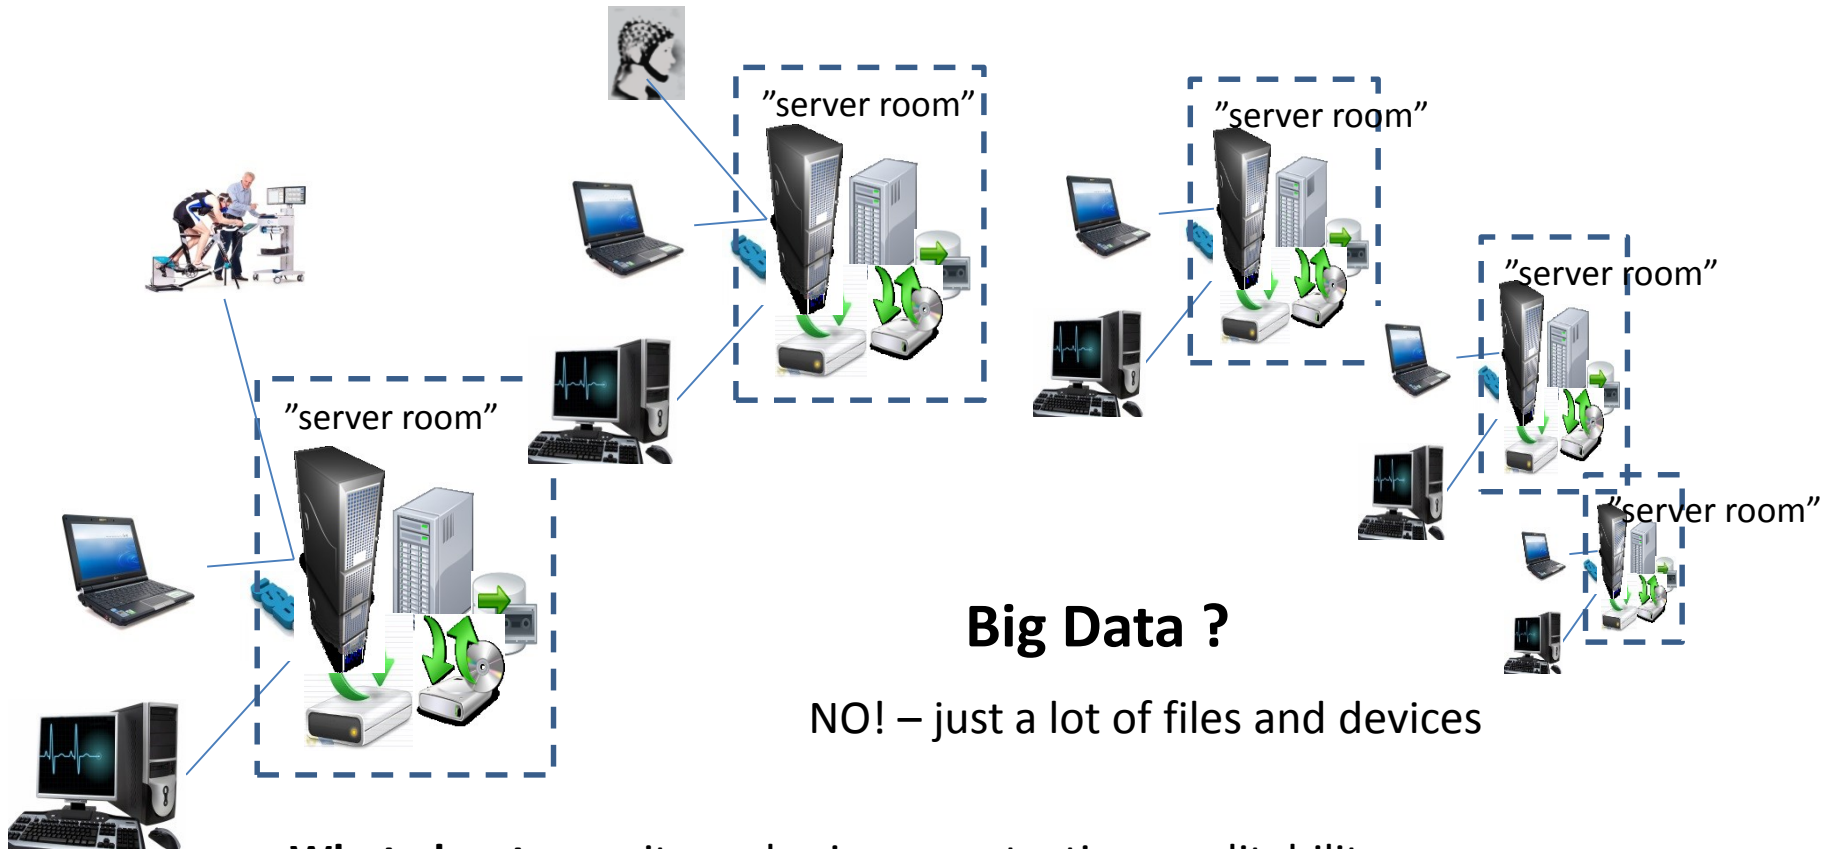 ”server room”
”server room”
”server room”
”server room”
”server room”
Big Data ?
NO! – just a lot of files and devices